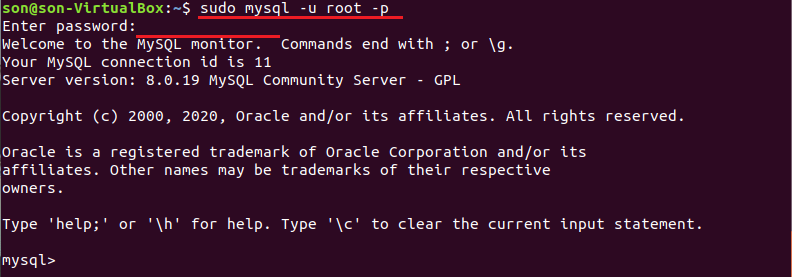 son@son-VirtualBox:~$ sudo mysql -u root -p
Enter password:
Welcome to the MySQL monitor.  Commands end with ; or \g.
Your MySQL connection id is 11
Server version: 8.0.19 MySQL Community Server - GPL
Copyright (c) 2000, 2020, Oracle and/or its affiliates. All rights reserved.
Oracle is a registered trademark of Oracle Corporation and/or its
affiliates. Other names may be trademarks of their respective
owners.
Type 'help;' or '\h' for help. Type '\c' to clear the current input statement.
mysql>